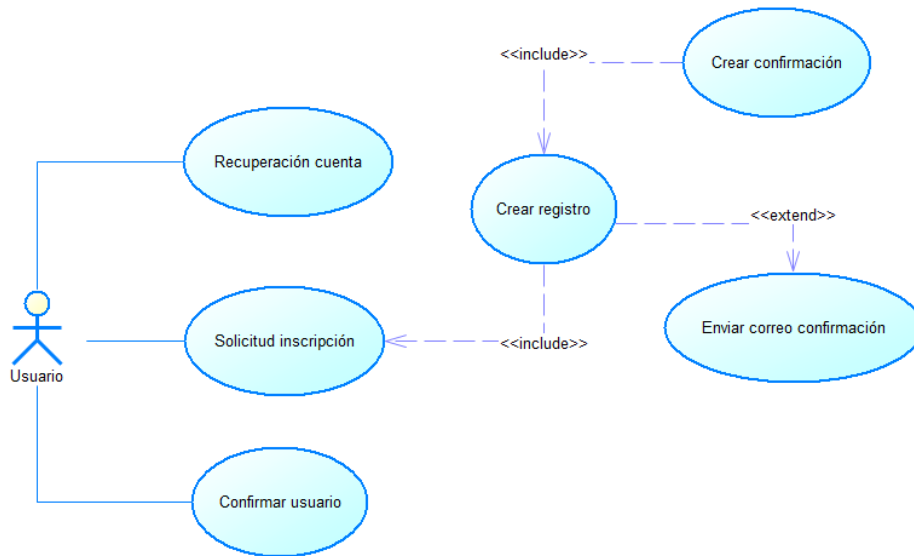 <<include>>
Crear confirmación
Recuperación cuenta
Crear registro
<<extend>>
Solicitud inscripción
<<include>>
Enviar correo confirmación
Usuario
Confirmar usuario